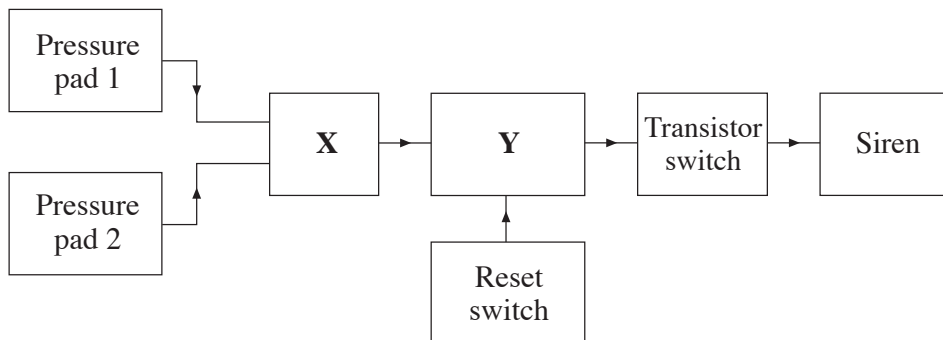 Pressure
pad 1
Pressure
pad 2
X
Y
Transistor
switch
Siren
Reset
switch